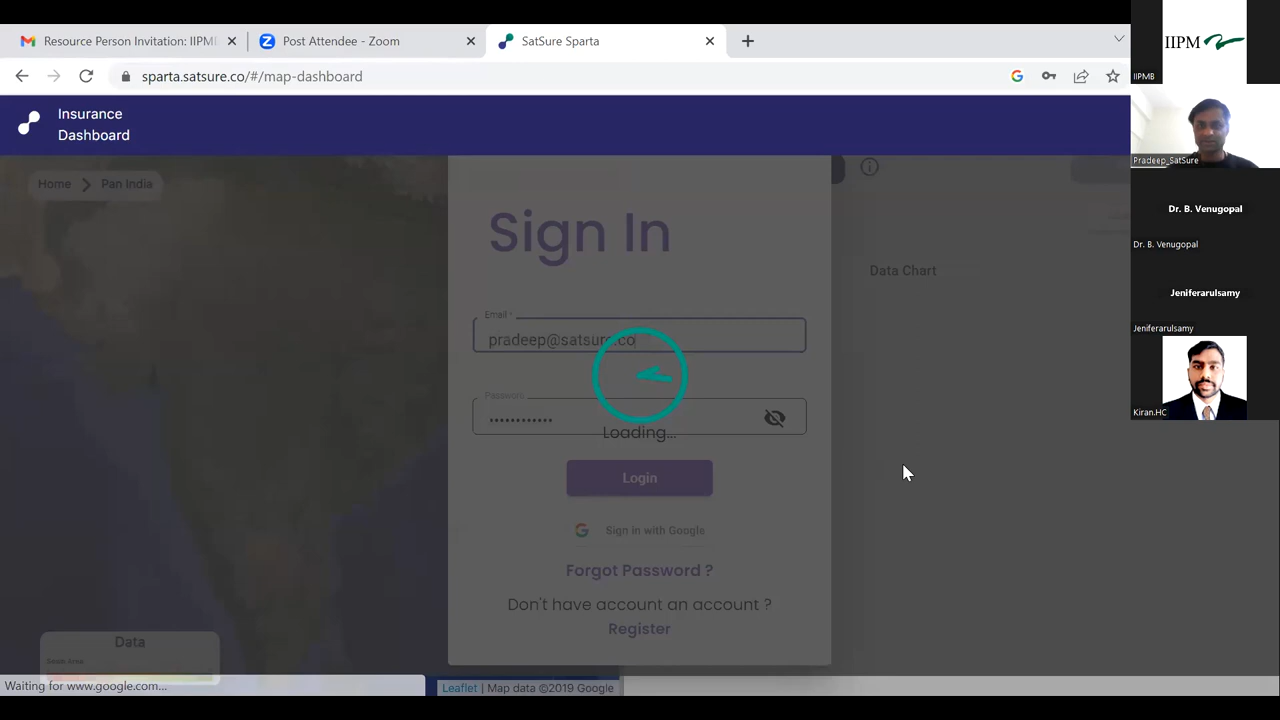 Resource Person Invitation: IIPM
Post Attendee - Zoom
SatSure Sparta
sparta.satsure.co/#/map-dashboard
Insurance
Dashboard
Home
Pan India
Sign In
Email *
pradeep@satsure.co
Password
Loading...
Login
Sign in with Google
Forgot Password ?
Don't have account an account ?
Register
Data Chart
Data
Waiting for www.google.com...
Leaflet | Map data ©2019 Google
IIPM
IIPMB
Pradeep_SatSure
Dr. B. Venugopal
Dr. B. Venugopal
Jeniferarulsamy
Jeniferarulsamy
Kiran.HC